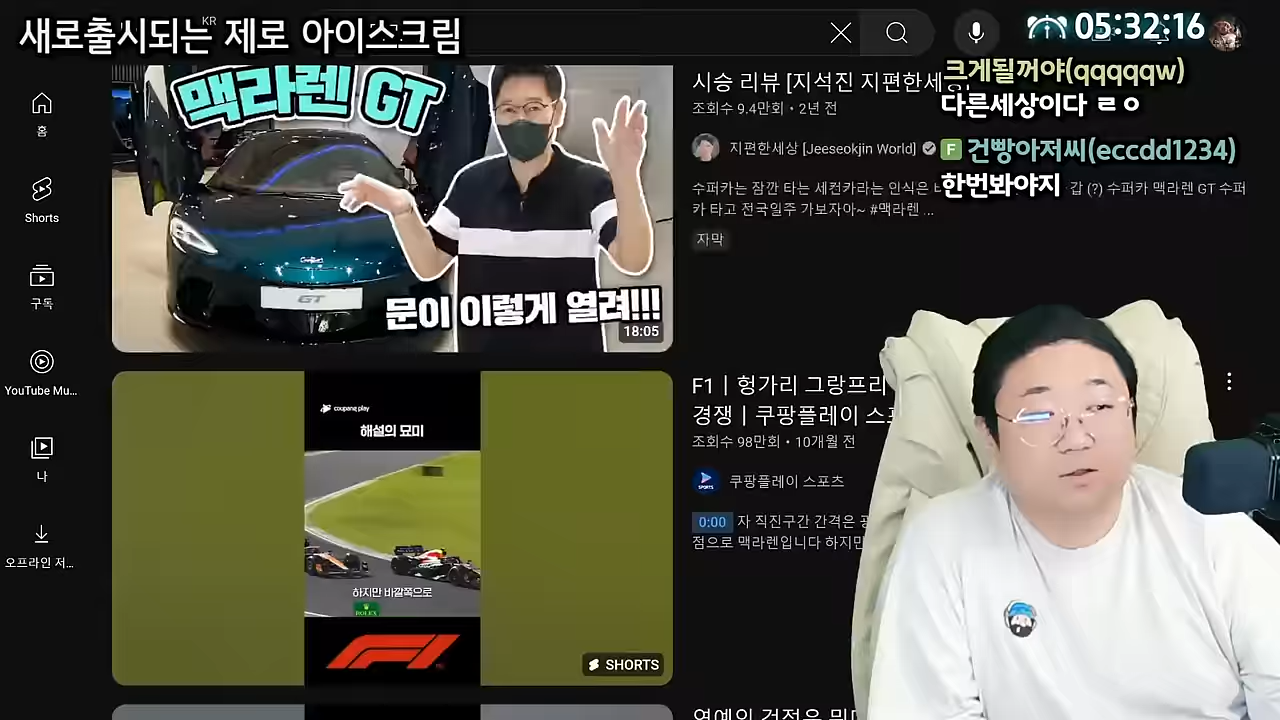 새로출시되는 제로 아이스크림
KR
05:32:16
크게될꺼야(qqqqqw)
다른세상이다 ㄹㅇ
F 건빵아저씨(eccdd1234)
한번봐야지
홈
Shorts
구독
YouTube Mu...
나
오프라인 저...
맥라렌 GT
GT
문이 이렇게 열려!!!
18:05
시승 리뷰 [지석진 지편한세상]
조회수 9.4만회 • 2년 전
지편한세상 [Jeeseokjin World]
수퍼카는 잠깐 타는 세컨카라는 인식은 갑 (?) 수퍼카 맥라렌 GT 수퍼
카 타고 전국일주 가보자아~ #맥라렌 ...
자막
coupang play
해설의 묘미
하지만 바깥쪽으로
ROLEX
F1
SHORTS
F1 | 헝가리 그랑프리
경쟁 | 쿠팡플레이 스포
조회수 98만회 • 10개월 전
SPORTS
쿠팡플레이 스포츠
0:00 자 직진구간 간격은
점으로 맥라렌입니다 하지만